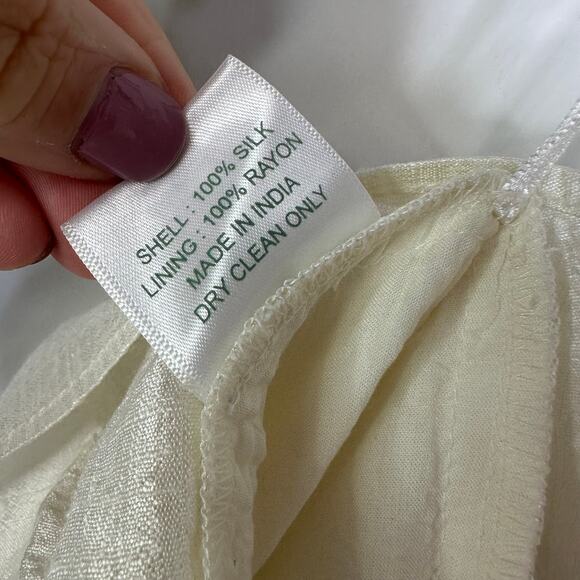 SHELL : 100% SILK
LINING : 100% RAYON
MADE IN INDIA
DRY CLEAN ONLY